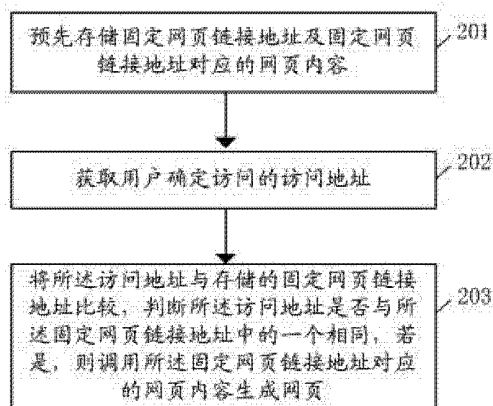 预先存储固定网页链接地址及固定网页
链接地址对应的网页内容
201
获取用户确定访问的访问地址
202
将所述访问地址与存储的固定网页链接
地址比较，判断所述访问地址是否与所
述固定网页链接地址中的一个相同，若
是，则调用所述固定网页链接地址对应
的网页内容生成网页
203